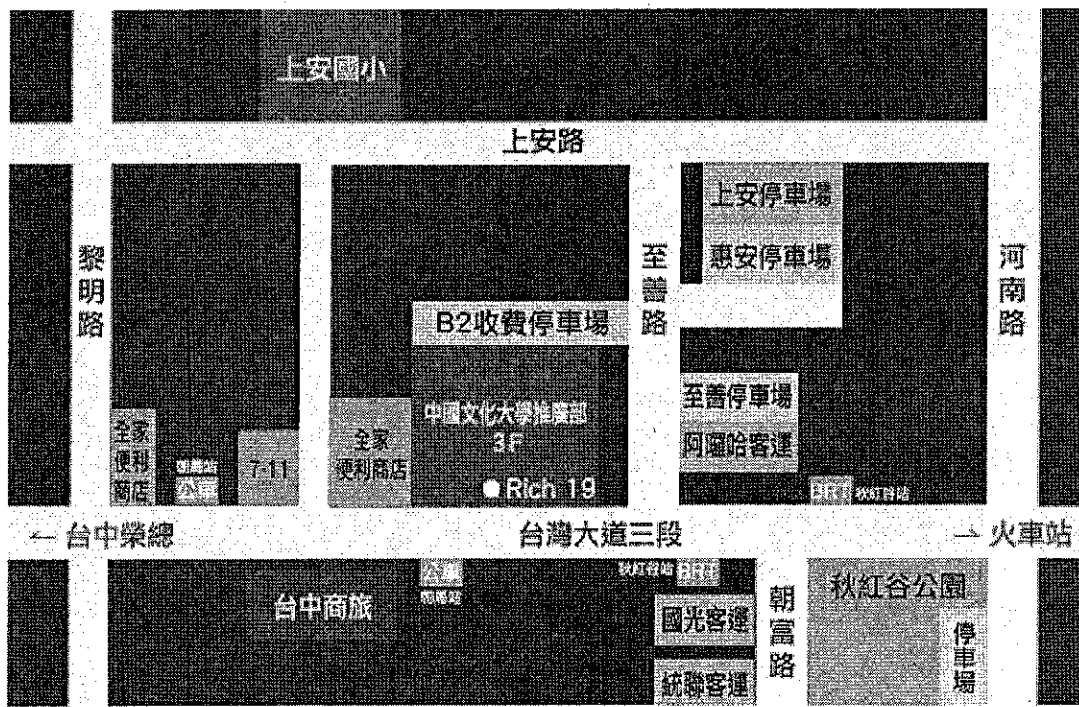 上安國小
上安路
上安停車場
惠安停車場
黎明路
至善路
河南路
B2收費停車場
中國文化大學推廣部
3F
Rich 19
全家
便利
商店
公車
7-11
全家
便利商店
至善停車場
阿囉哈客運
BRT 秋紅谷站
← 台中榮總
台灣大道三段
→ 火車站
公車
秋紅谷站 BRT
台中商旅
國光客運
統聯客運
朝富路
秋紅谷公園
停車場